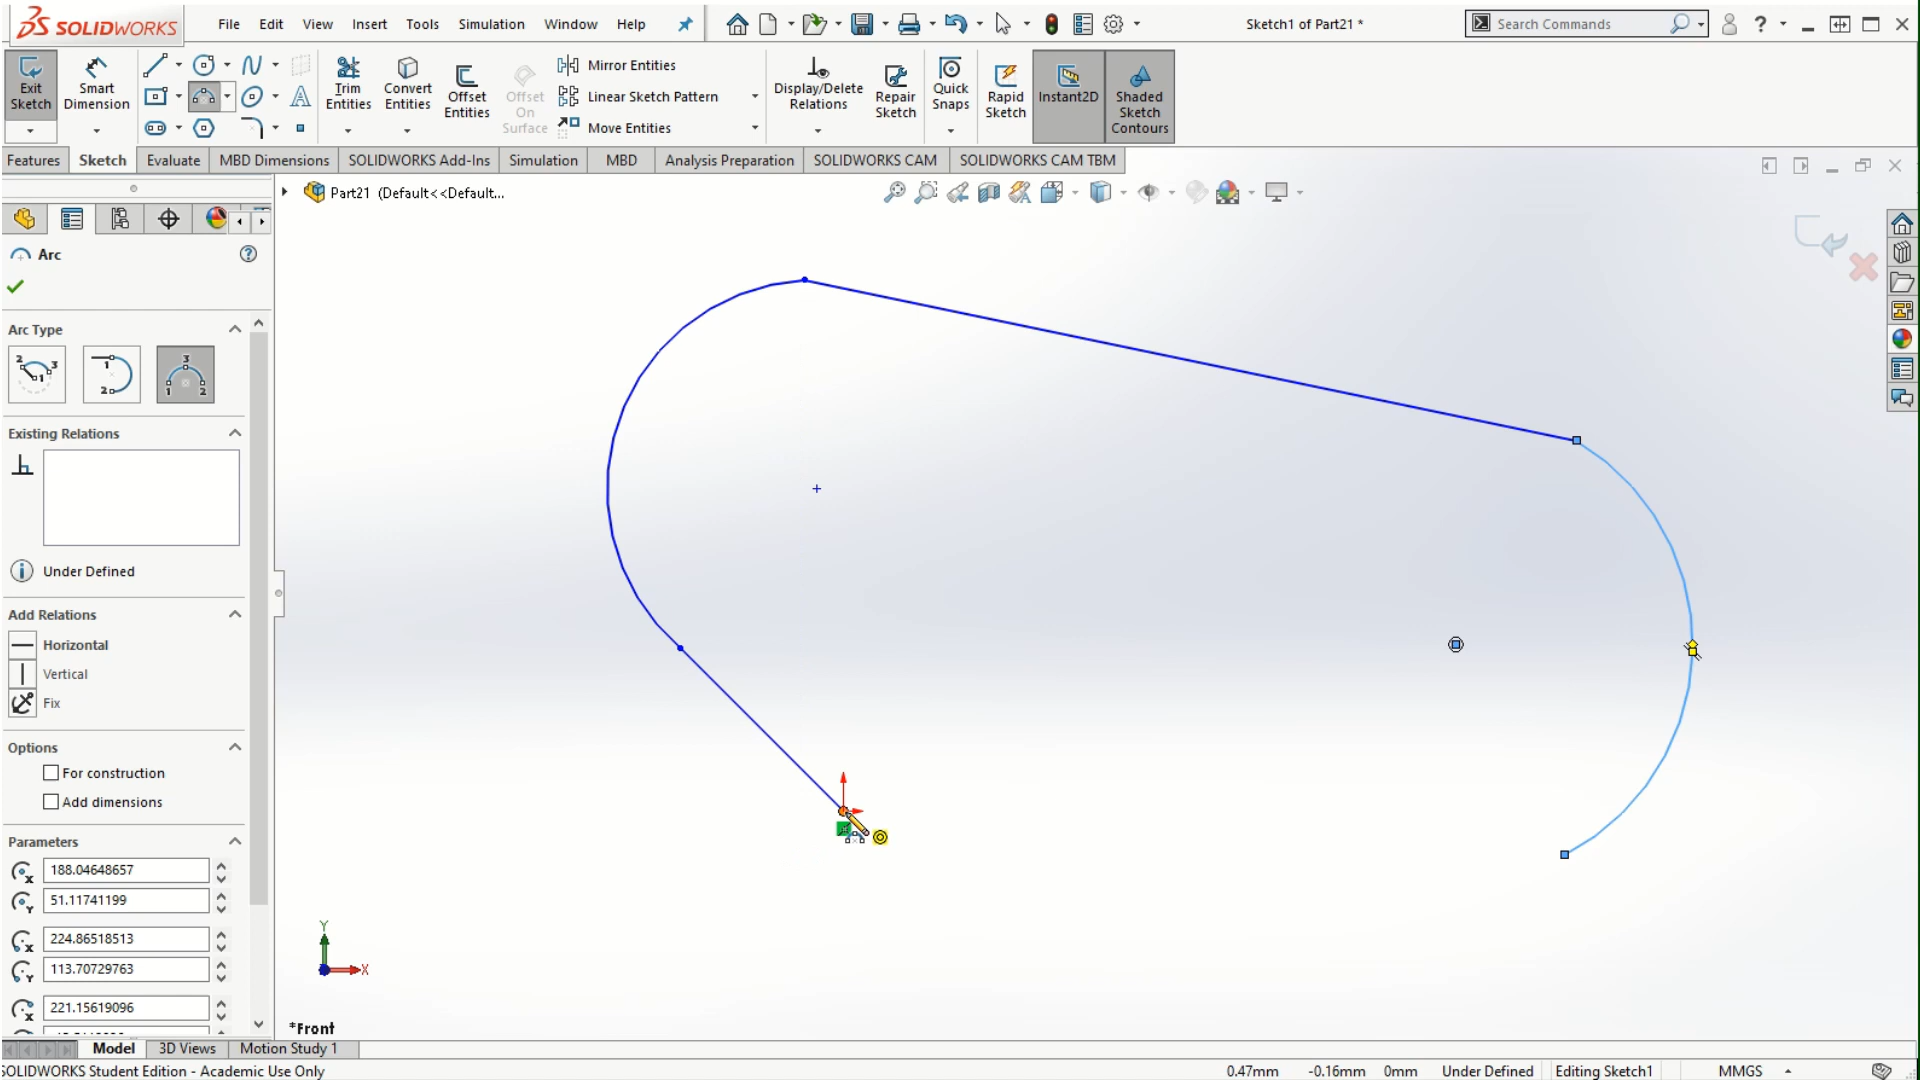 SOLIDWORKS
File Edit View Insert Tools Simulation Window Help
Sketch1 of Part21 *
Search Commands
?
Exit Sketch
Smart Dimension
Trim Entities
Convert Entities
Offset Entities
Offset On Surface
Mirror Entities
Linear Sketch Pattern
Move Entities
Display/Delete Relations
Repair Sketch
Quick Snaps
Rapid Sketch
Instant2D
Shaded Sketch Contours
Features Sketch Evaluate MBD Dimensions SOLIDWORKS Add-Ins Simulation MBD Analysis Preparation SOLIDWORKS CAM SOLIDWORKS CAM TBM
Part21 (Default<<Default...
Arc
Arc Type
Existing Relations
Under Defined
Add Relations
Horizontal
Vertical
Fix
Options
For construction
Add dimensions
Parameters
188.04648657
51.11741199
224.86518513
113.70729763
221.15619096
Y
X
*Front
Model 3D Views Motion Study 1
SOLIDWORKS Student Edition - Academic Use Only
0.47mm -0.16mm 0mm Under Defined Editing Sketch1 MMGS